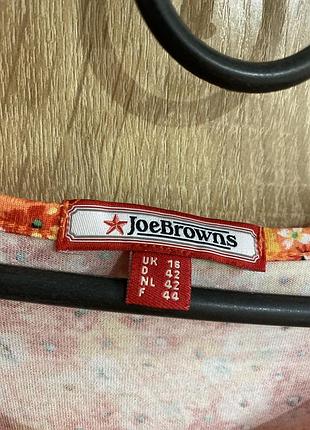 JoeBrowns
UK 16
D 42
NL 42
F 44